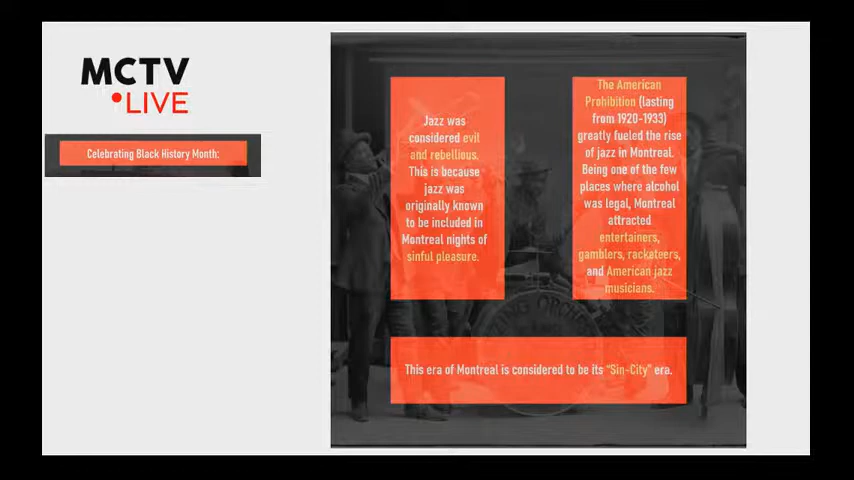 MCTV
LIVE
Celebrating Black History Month:
Jazz was
considered evil
and rebellious.
This is because
jazz was
originally known
to be included in
Montreal nights of
sinful pleasure.
The American
Prohibition (lasting
from 1920-1933)
greatly fueled the rise
of jazz in Montreal.
Being one of the few
places where alcohol
was legal, Montreal
attracted
entertainers,
gamblers, racketeers,
and American jazz
musicians.
This era of Montreal is considered to be its "Sin-City" era.